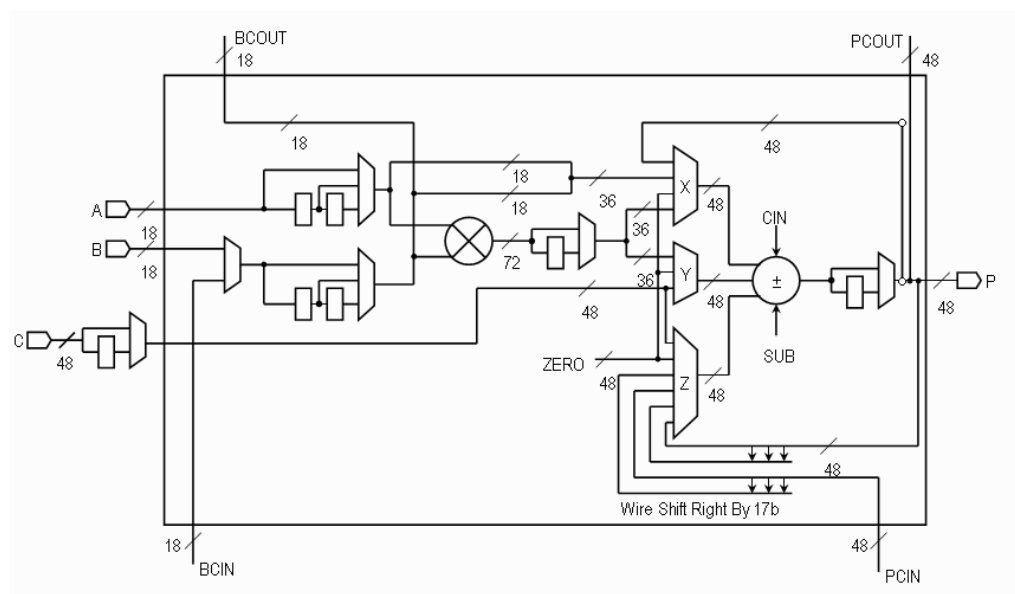 BCOUT
18
PCOUT
48
18
48
A
18
18
18
36
36
X
48
CIN
B
18
72
36
Y
48
±
P
48
C
48
48
ZERO
48
Z
48
SUB
48
Wire Shift Right By 17b
18
BCIN
48
PCIN